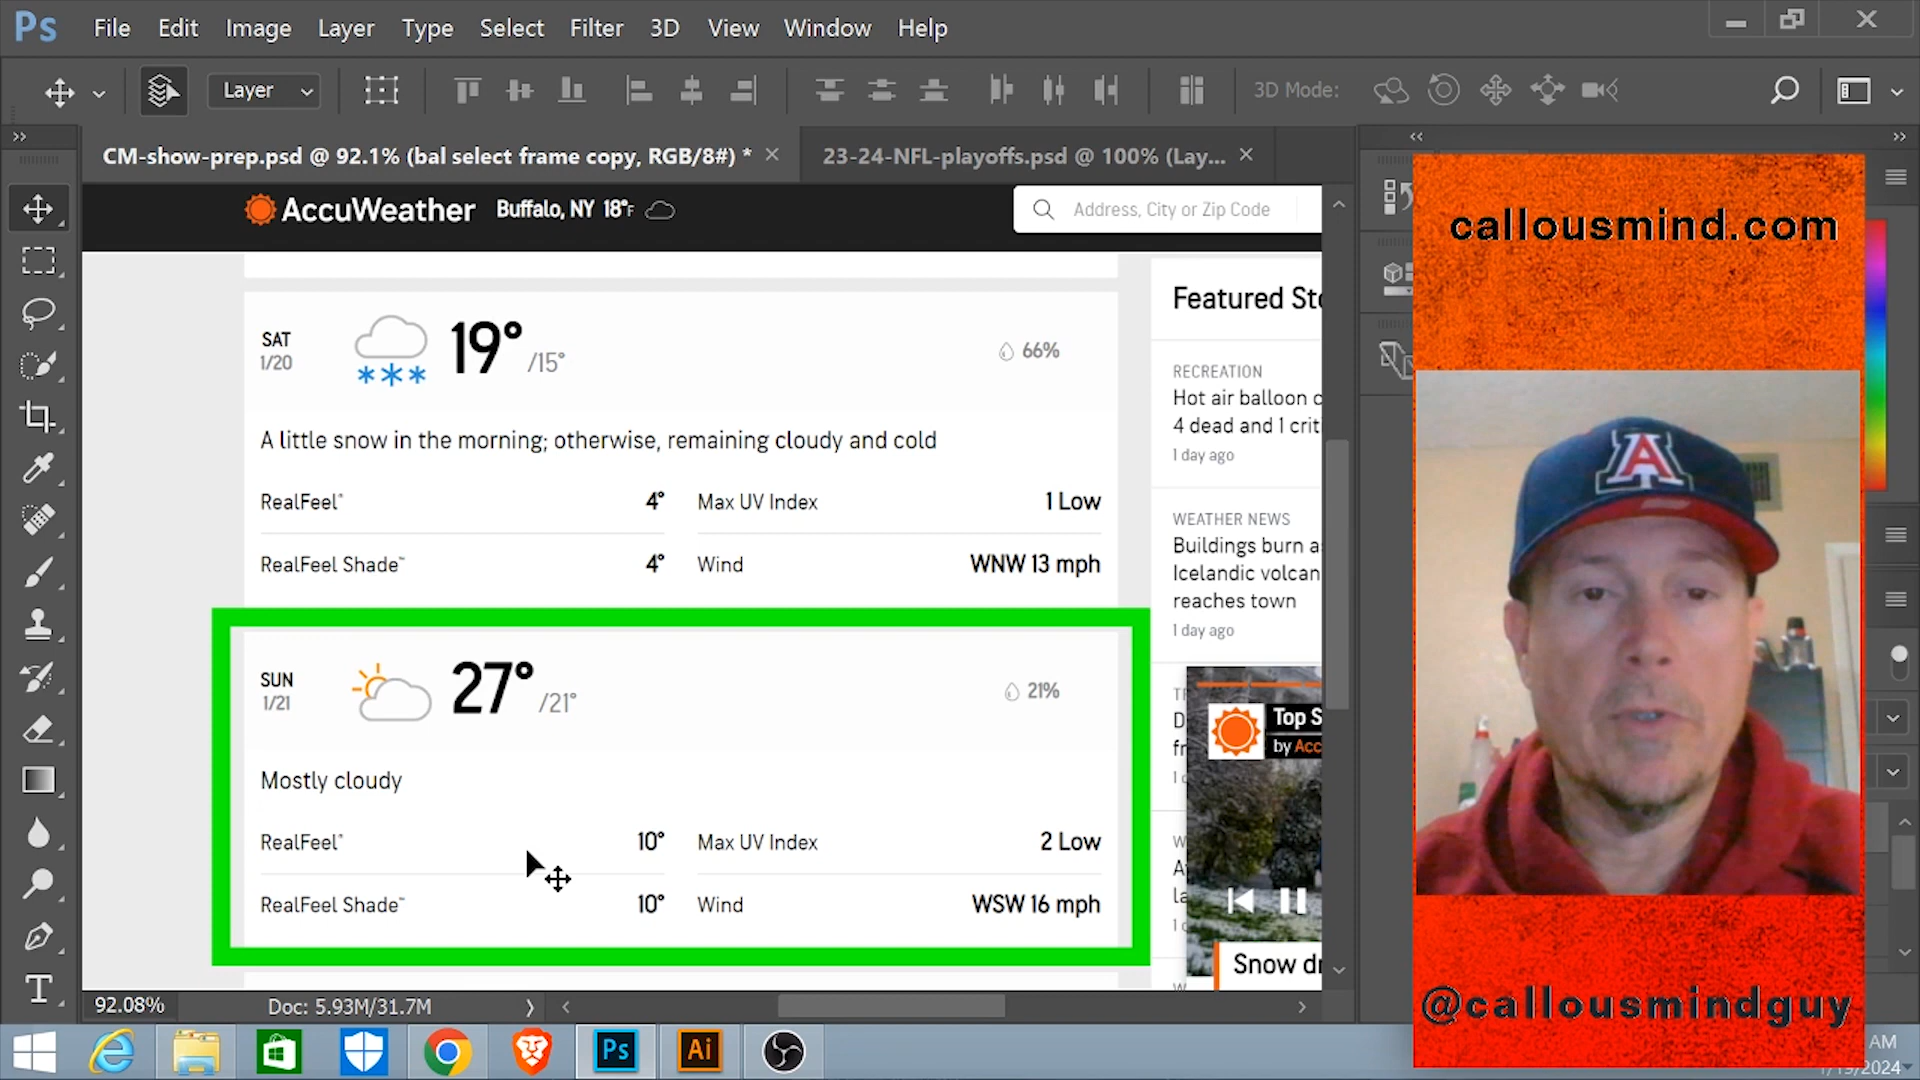 Ps File Edit Image Layer Type Select Filter 3D View Window Help
Layer 3D Mode:
CM-show-prep.psd @ 92.1% (bal select frame copy, RGB/8#) * 23-24-NFL-playoffs.psd @ 100% (Lay...
AccuWeather Buffalo, NY 18°F Address, City or Zip Code
Featured
SAT
1/20
19° /15°
66%
A little snow in the morning; otherwise, remaining cloudy and cold
RealFeel® 4° Max UV Index 1 Low
RealFeel Shade™ 4° Wind WNW 13 mph
SUN
1/21
27° /21°
21%
Mostly cloudy
RealFeel® 10° Max UV Index 2 Low
RealFeel Shade™ 10° Wind WSW 16 mph
RECREATION
Hot air balloon
4 dead and 1
1 day ago
WEATHER NEWS
Buildings burn
Icelandic
reaches town
1 day ago
Top
by
Snow
92.08% Doc: 5.93M/31.7M
callousmind.com
A
@callousmindguy
Ps Ai
AM